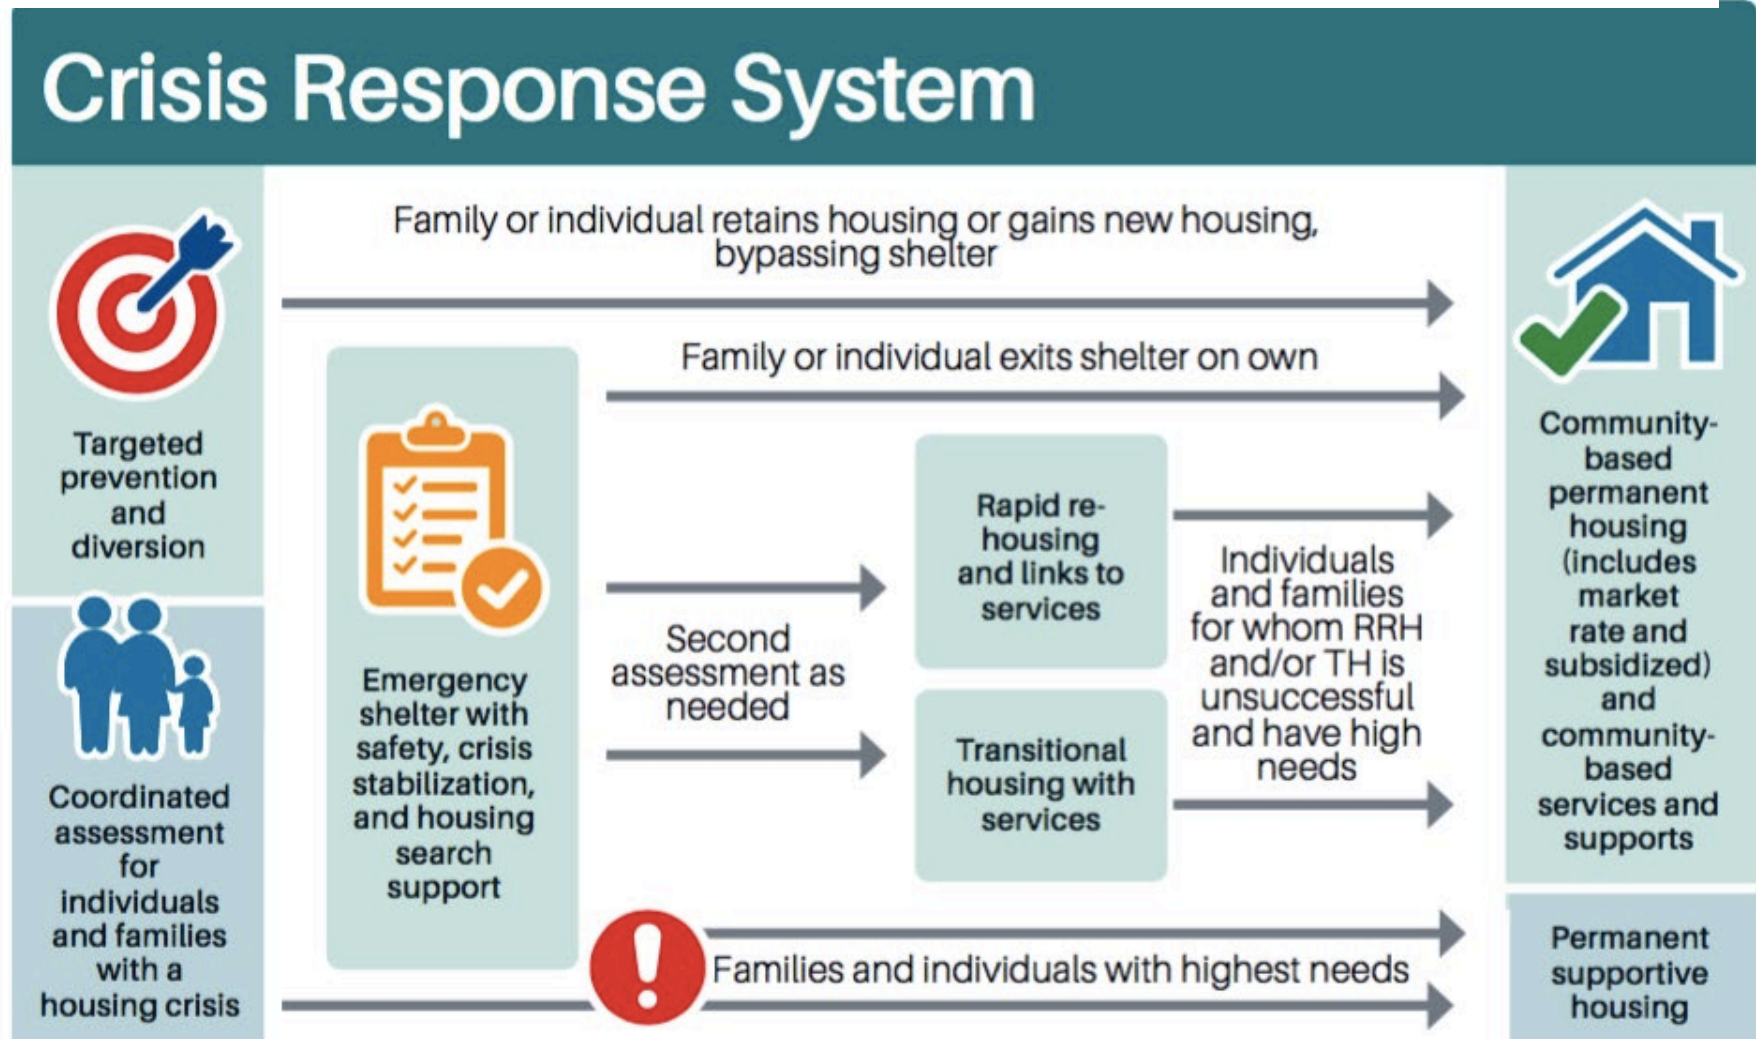 Crisis Response System
Targeted
prevention
and
diversion
Coordinated
assessment
for
individuals
and families
with a
housing crisis
Family or individual retains housing or gains new housing,
bypassing shelter
Family or individual exits shelter on own
Emergency
shelter with
safety, crisis
stabilization,
and housing
search
support
Second
assessment as
needed
Rapid re-
housing
and links to
services
Transitional
housing with
services
Individuals
and families
for whom RRH
and/or TH is
unsuccessful
and have high
needs
!
Families and individuals with highest needs
Community-
based
permanent
housing
(includes
market
rate and
subsidized)
and
community-
based
services and
supports
Permanent
supportive
housing